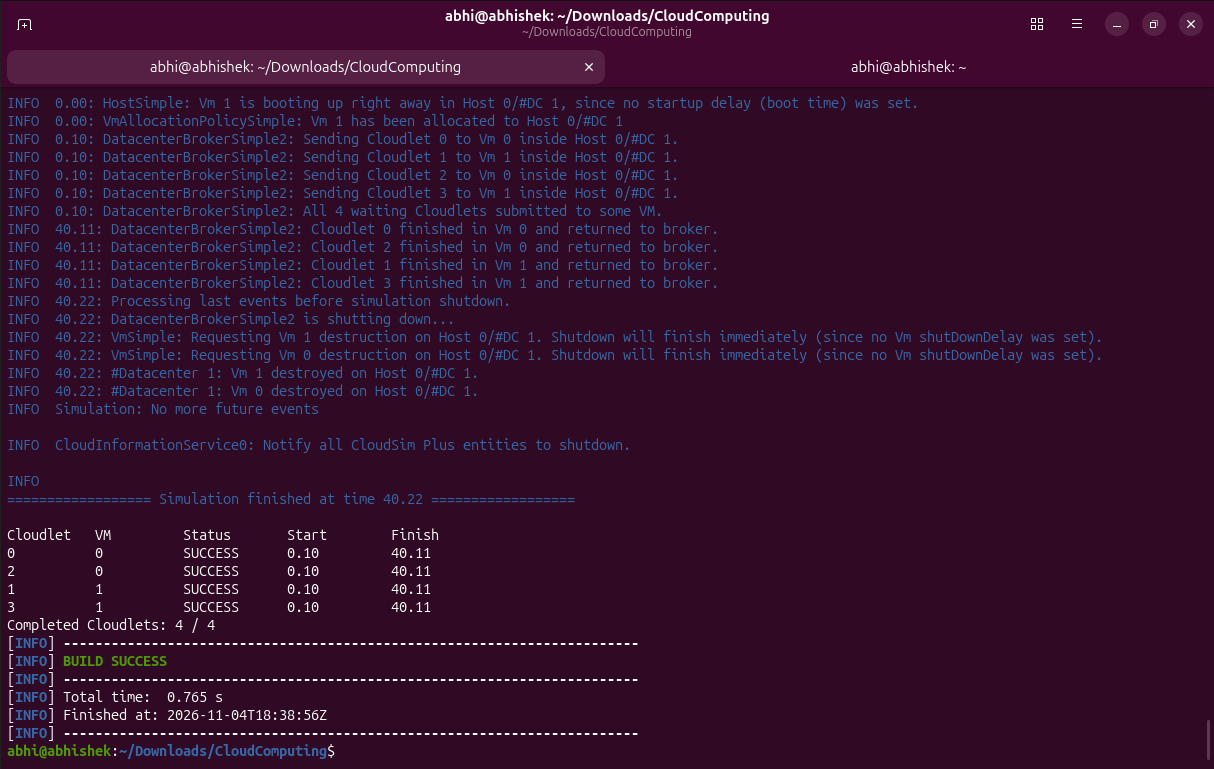 abhi@abhishek: ~/Downloads/CloudComputing
~/Downloads/CloudComputing
abhi@abhishek: ~/Downloads/CloudComputing
abhi@abhishek: ~
INFO  0.00: HostSimple: Vm 1 is booting up right away in Host 0/#DC 1, since no startup delay (boot time) was set.
INFO  0.00: VmAllocationPolicySimple: Vm 1 has been allocated to Host 0/#DC 1
INFO  0.10: DatacenterBrokerSimple2: Sending Cloudlet 0 to Vm 0 inside Host 0/#DC 1.
INFO  0.10: DatacenterBrokerSimple2: Sending Cloudlet 1 to Vm 1 inside Host 0/#DC 1.
INFO  0.10: DatacenterBrokerSimple2: Sending Cloudlet 2 to Vm 0 inside Host 0/#DC 1.
INFO  0.10: DatacenterBrokerSimple2: Sending Cloudlet 3 to Vm 1 inside Host 0/#DC 1.
INFO  0.10: DatacenterBrokerSimple2: All 4 waiting Cloudlets submitted to some VM.
INFO  40.11: DatacenterBrokerSimple2: Cloudlet 0 finished in Vm 0 and returned to broker.
INFO  40.11: DatacenterBrokerSimple2: Cloudlet 2 finished in Vm 0 and returned to broker.
INFO  40.11: DatacenterBrokerSimple2: Cloudlet 1 finished in Vm 1 and returned to broker.
INFO  40.11: DatacenterBrokerSimple2: Cloudlet 3 finished in Vm 1 and returned to broker.
INFO  40.22: Processing last events before simulation shutdown.
INFO  40.22: DatacenterBrokerSimple2 is shutting down...
INFO  40.22: VmSimple: Requesting Vm 1 destruction on Host 0/#DC 1. Shutdown will finish immediately (since no Vm shutDownDelay was set).
INFO  40.22: VmSimple: Requesting Vm 0 destruction on Host 0/#DC 1. Shutdown will finish immediately (since no Vm shutDownDelay was set).
INFO  40.22: #Datacenter 1: Vm 1 destroyed on Host 0/#DC 1.
INFO  40.22: #Datacenter 1: Vm 0 destroyed on Host 0/#DC 1.
INFO  Simulation: No more future events
INFO  CloudInformationService0: Notify all CloudSim Plus entities to shutdown.
INFO
================== Simulation finished at time 40.22 ==================
Cloudlet   VM         Status       Start        Finish
0          0          SUCCESS      0.10         40.11
2          0          SUCCESS      0.10         40.11
1          1          SUCCESS      0.10         40.11
3          1          SUCCESS      0.10         40.11
Completed Cloudlets: 4 / 4
[INFO] ------------------------------------------------------------------------
[INFO] BUILD SUCCESS
[INFO] ------------------------------------------------------------------------
[INFO] Total time:  0.765 s
[INFO] Finished at: 2026-11-04T18:38:56Z
[INFO] ------------------------------------------------------------------------
abhi@abhishek:~/Downloads/CloudComputing$